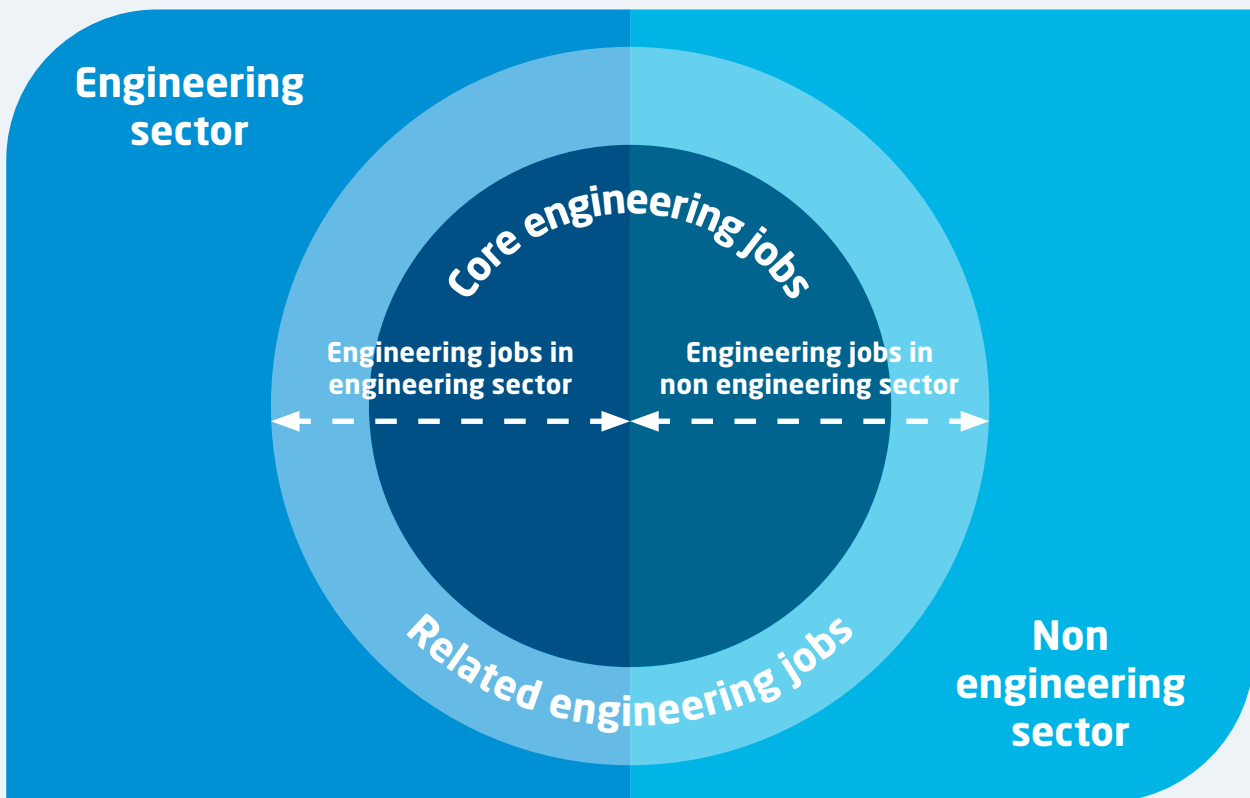 Engineering
sector
Core engineering jobs
Engineering jobs in
engineering sector
Engineering jobs in
non engineering sector
Related engineering jobs
Non
engineering
sector